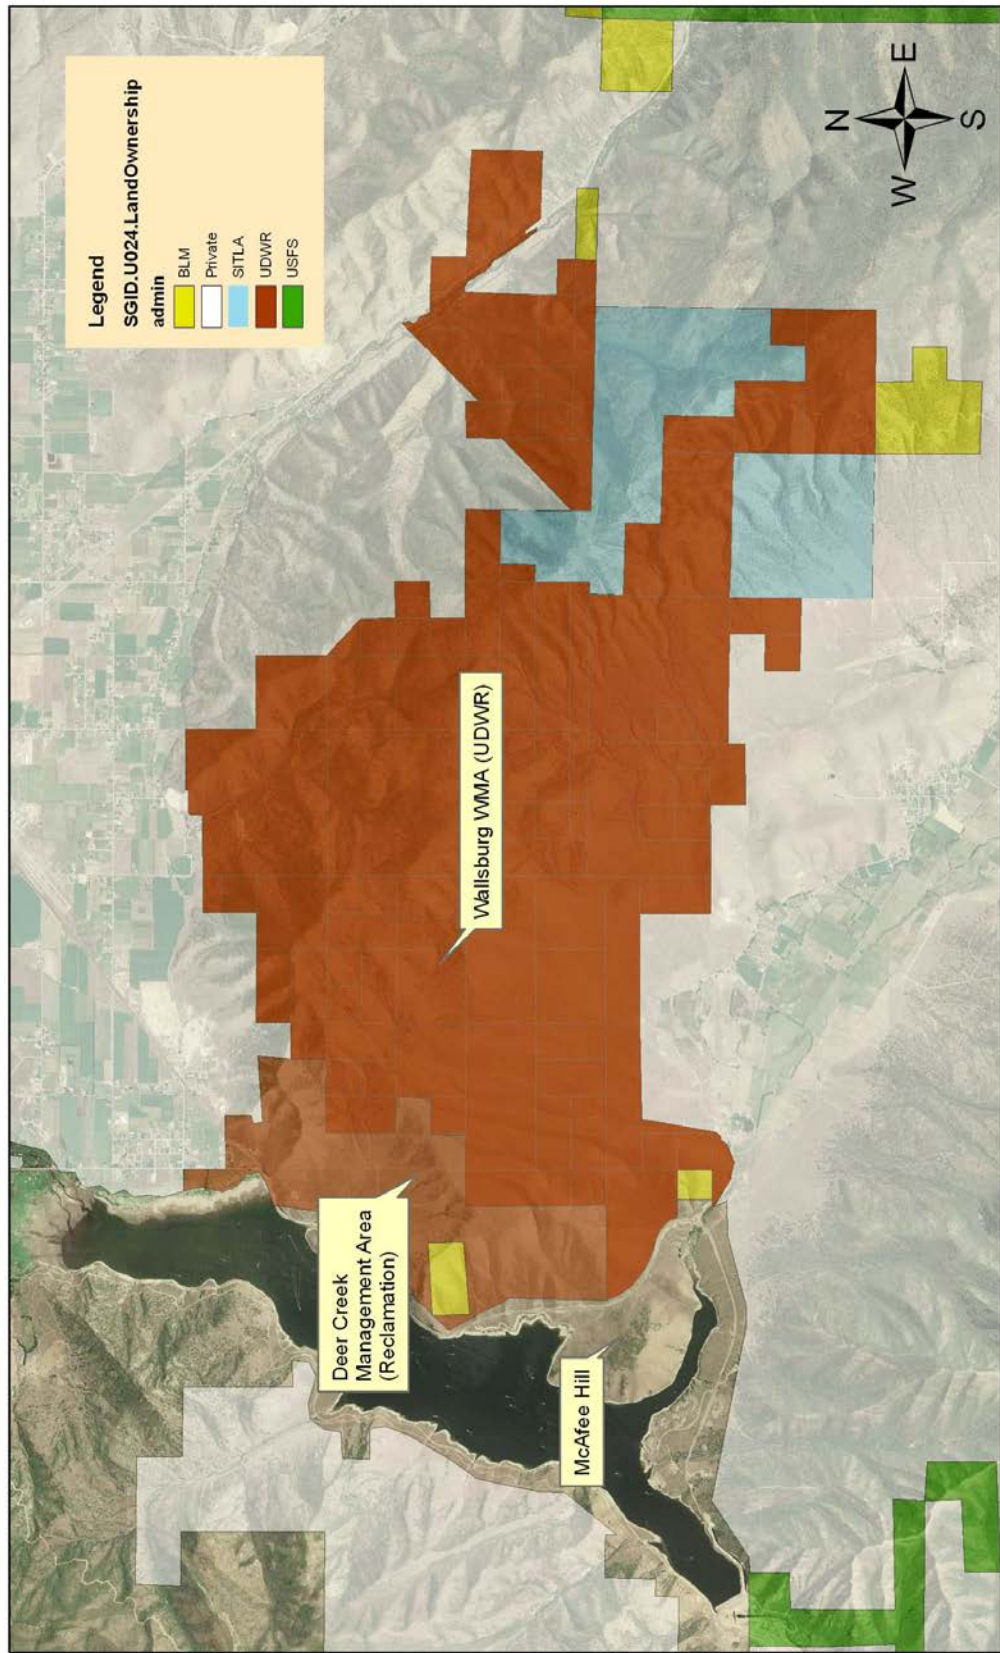 Legend
SGID.U024.LandOwnership
admin
BLM
Private
SITLA
UDWR
USFS
N
W
E
S
Wallsburg WMA (UDWR)
Deer Creek
Management Area
(Reclamation)
McAfee Hill